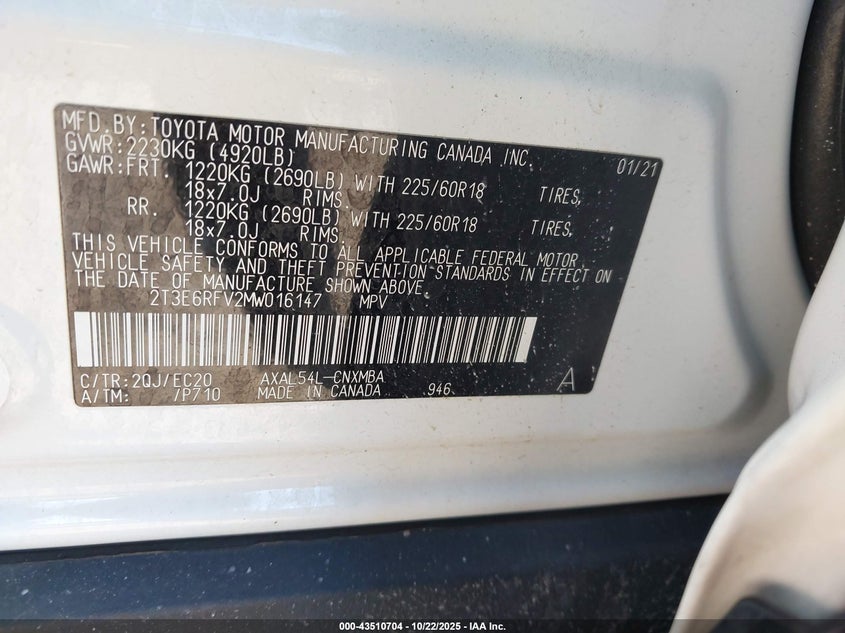 MFD.BY:TOYOTA MOTOR MANUFACTURING CANADA INC. 01/21
GVWR:2230KG (4920LB)
GAWR:FRT. 1220KG (2690LB) WITH 225/60R18 TIRES,
18x7.0J RIMS.
RR. 1220KG (2690LB) WITH 225/60R18 TIRES,
18x7.0J RIMS.
THIS VEHICLE CONFORMS TO ALL APPLICABLE FEDERAL MOTOR
VEHICLE SAFETY AND THEFT PREVENTION STANDARDS IN EFFECT ON
THE DATE OF MANUFACTURE SHOWN ABOVE.
2T3E6RFV2MW016147 MPV
C/TR:2QJ/EC20 AXAL54L-CNXMBA A
A/TM: /P710 MADE IN CANADA 946
000-43510704 - 10/22/2025 - IAA Inc.